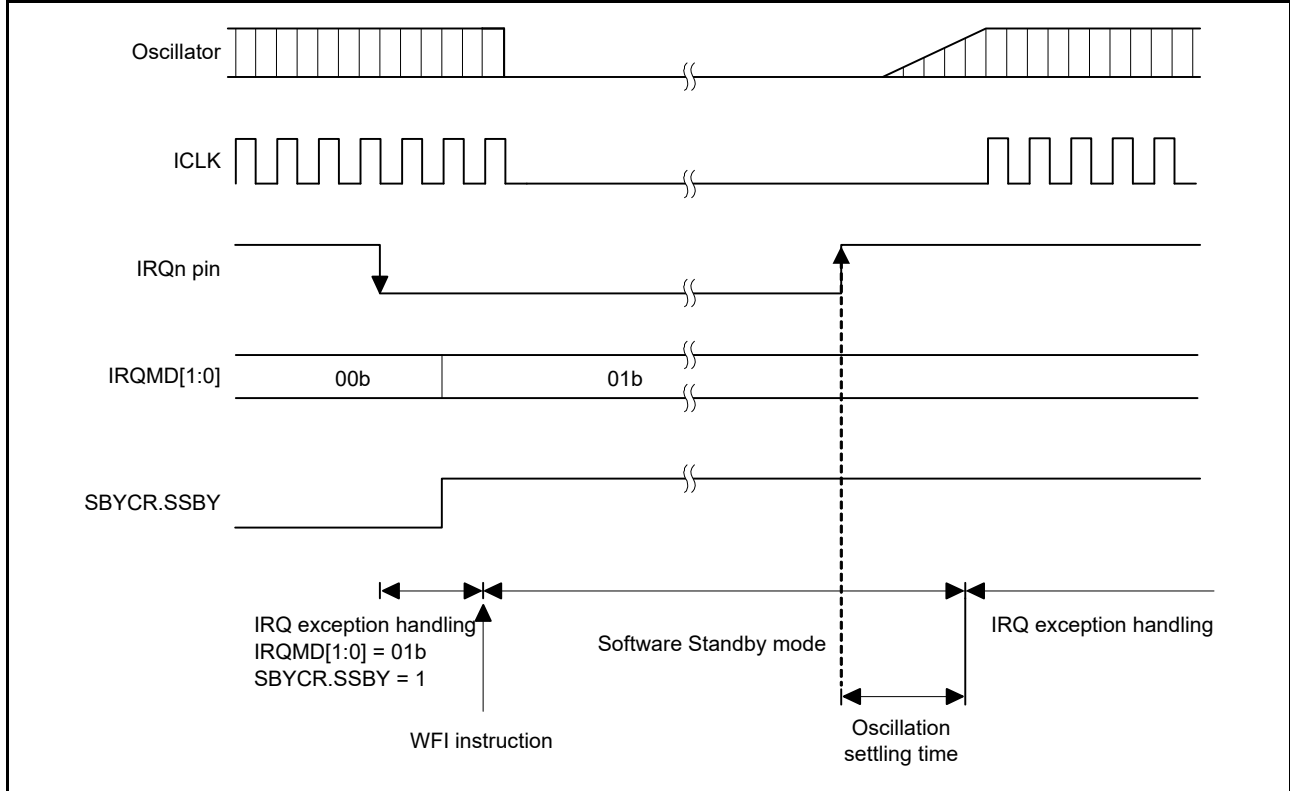 Oscillator
ICLK
IRQn pin
IRQMD[1:0]
00b
01b
SBYCR.SSBY
IRQ exception handling
IRQMD[1:0] = 01b
SBYCR.SSBY = 1
WFI instruction
Software Standby mode
IRQ exception handling
Oscillation
settling time